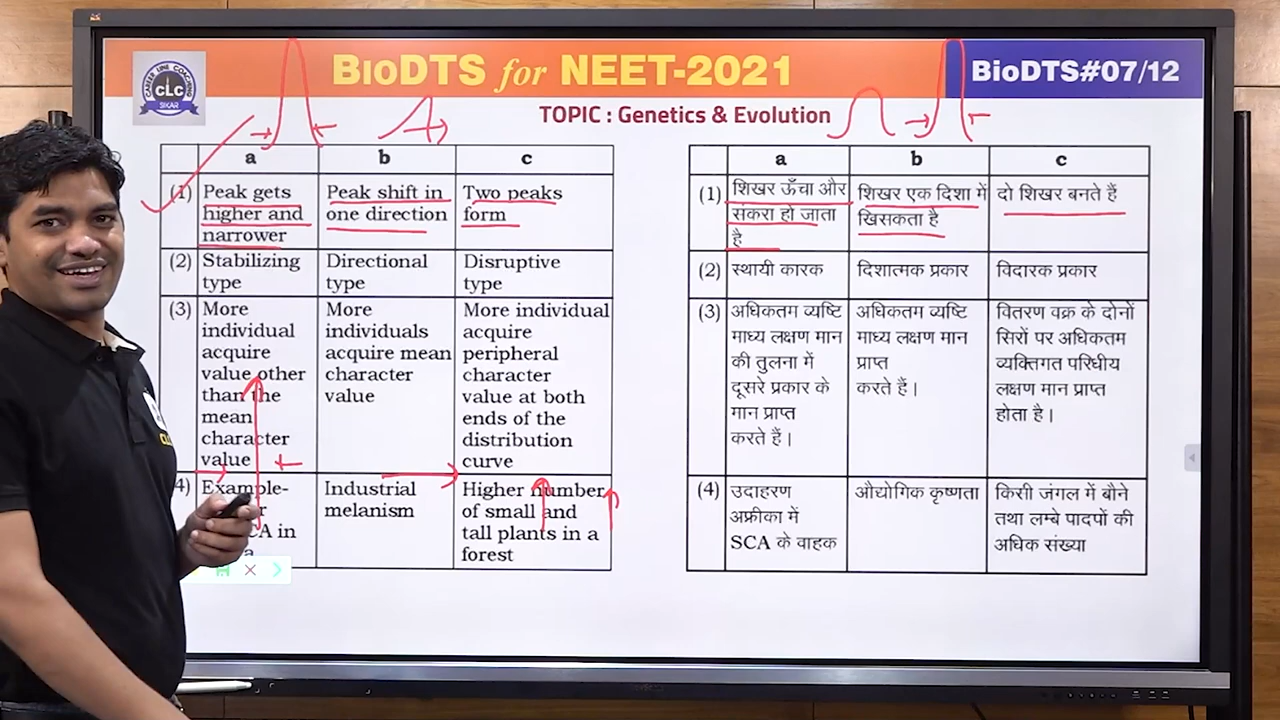 BIODTS for NEET-2021
BioDTS#07/12
CAREER LINE COACHING
CLC
SIKAR
TOPIC : Genetics & Evolution
a b c
(1) Peak gets higher and narrower
Peak shift in one direction
Two peaks form
(2) Stabilizing type
Directional type
Disruptive type
(3) More individual acquire value other than the mean character value
More individuals acquire mean character value
More individual acquire peripheral character value at both ends of the distribution curve
4) Example-
CA in
Industrial melanism
Higher number of small and tall plants in a forest
a b c
(1) शिखर ऊँचा और संकरा हो जाता है
शिखर एक दिशा में खिसकता है
दो शिखर बनते हैं
(2) स्थायी कारक
दिशात्मक प्रकार
विदारक प्रकार
(3) अधिकतम व्यष्टि माध्य लक्षण मान की तुलना में दूसरे प्रकार के मान प्राप्त करते हैं।
अधिकतम व्यष्टि माध्य लक्षण मान प्राप्त करते हैं।
वितरण वक्र के दोनों सिरों पर अधिकतम व्यक्तिगत परिधीय लक्षण मान प्राप्त होता है।
(4) उदाहरण अफ्रीका में SCA के वाहक
औद्योगिक कृष्णता
किसी जंगल में बौने तथा लम्बे पादपों की अधिक संख्या